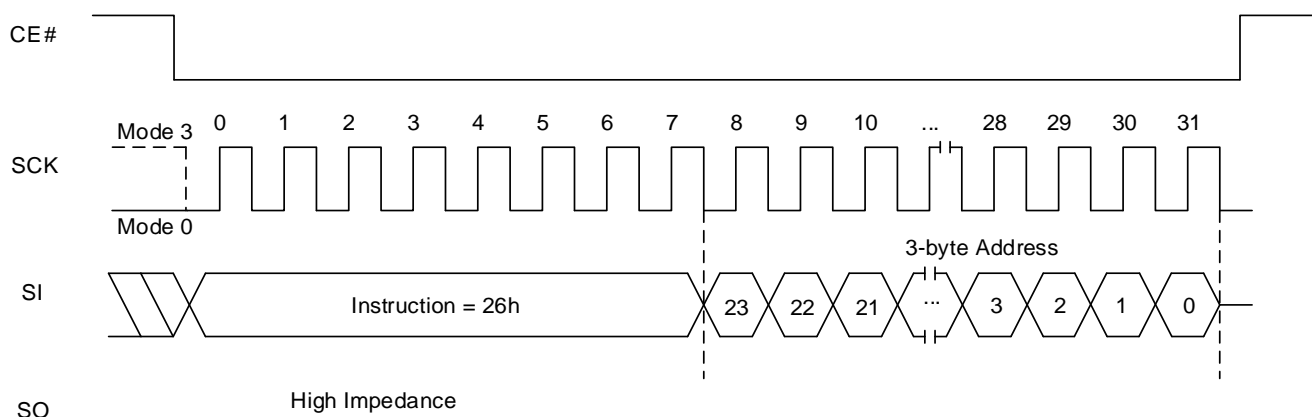 CE#
Mode 3
0 1 2 3 4 5 6 7 8 9 10 ... 28 29 30 31
SCK
Mode 0
3-byte Address
SI
Instruction = 26h
23 22 21 ... 3 2 1 0
High Impedance
SO